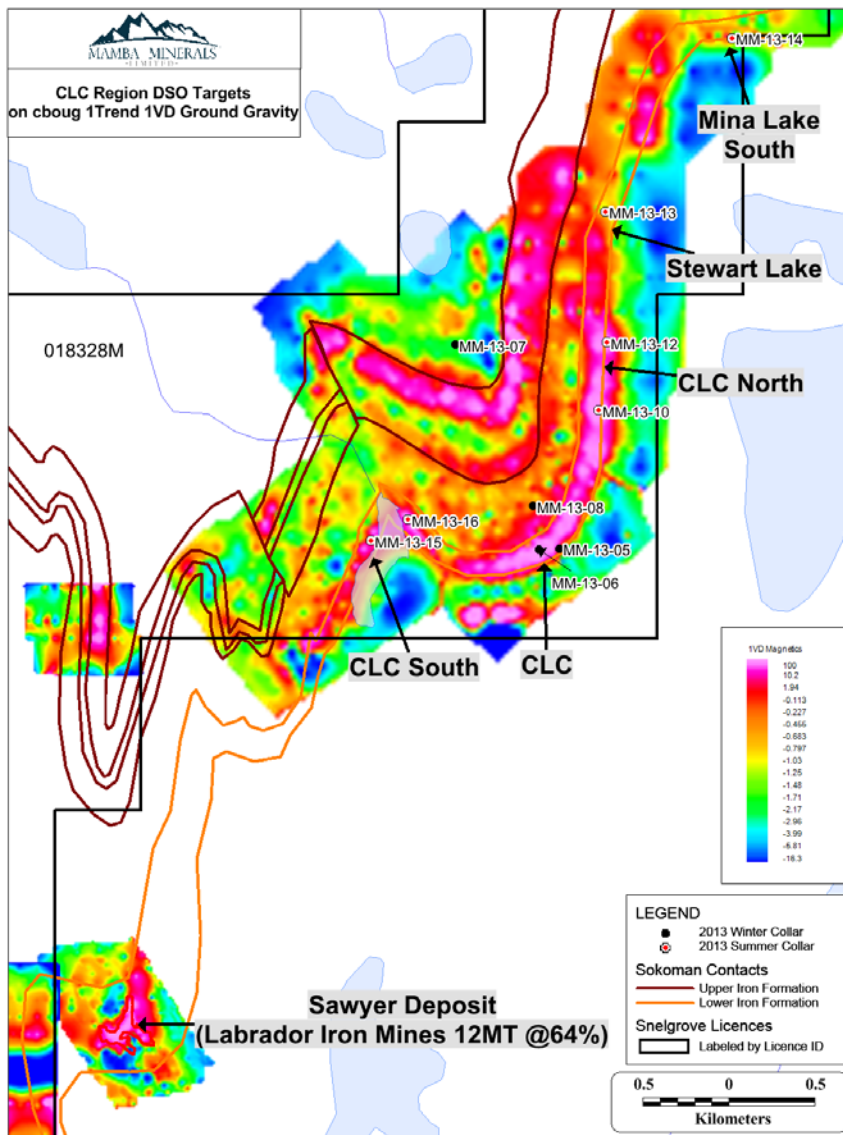 MAMBA MINERALS
LIMITED
CLC Region DSO Targets
on cboug 1Trend 1VD Ground Gravity
MM-13-14
Mina Lake
South
MM-13-13
Stewart Lake
MM-13-07
MM-13-12
018328M
CLC North
MM-13-10
MM-13-08
MM-13-16
MM-13-15
MM-13-05
MM-13-06
CLC South
CLC
1VD Magnetics
100
10.2
1.94
-0.113
-0.227
-0.455
-0.683
-0.797
-1.03
-1.25
-1.48
-1.71
-2.17
-2.96
-3.99
-6.81
-18.3
LEGEND
2013 Winter Collar
2013 Summer Collar
Sokoman Contacts
Upper Iron Formation
Lower Iron Formation
Snelgrove Licences
Labeled by Licence ID
Sawyer Deposit
(Labrador Iron Mines 12MT @64%)
0.5 0 0.5
Kilometers